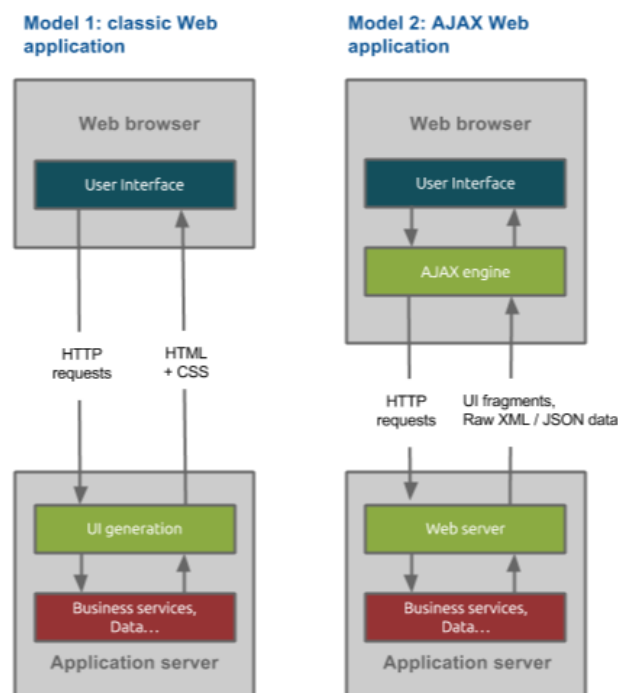 Model 1: classic Web
application
Web browser
User Interface
HTTP
requests
HTML
+ CSS
UI generation
Business services,
Data...
Application server
Model 2: AJAX Web
application
Web browser
User Interface
AJAX engine
HTTP
requests
UI fragments,
Raw XML / JSON data
Web server
Business services,
Data...
Application server